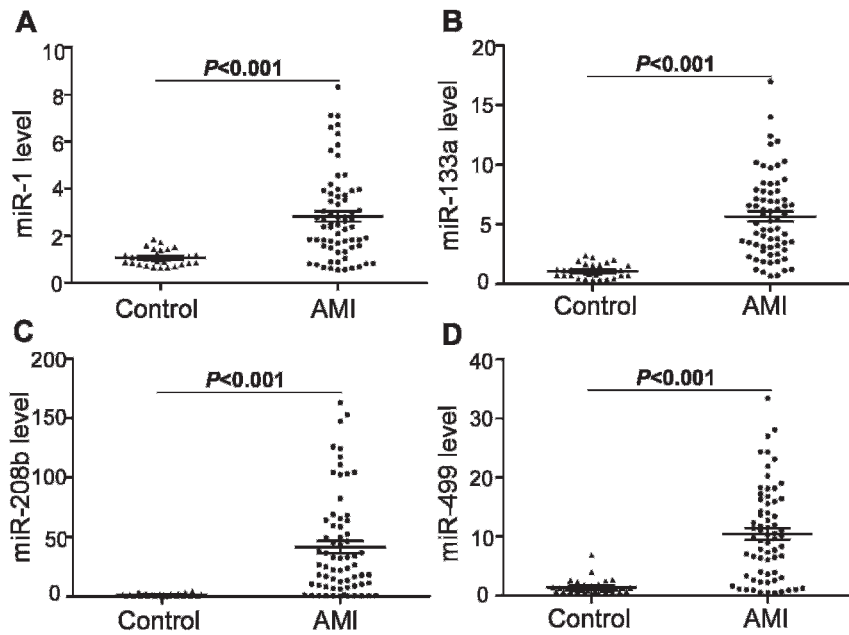 A
miR-1 level
10
8
6
4
2
0
P<0.001
Control AMI
B
miR-133a level
20
15
10
5
0
P<0.001
Control AMI
C
miR-208b level
200
150
100
50
0
P<0.001
Control AMI
D
miR-499 level
40
30
20
10
0
P<0.001
Control AMI